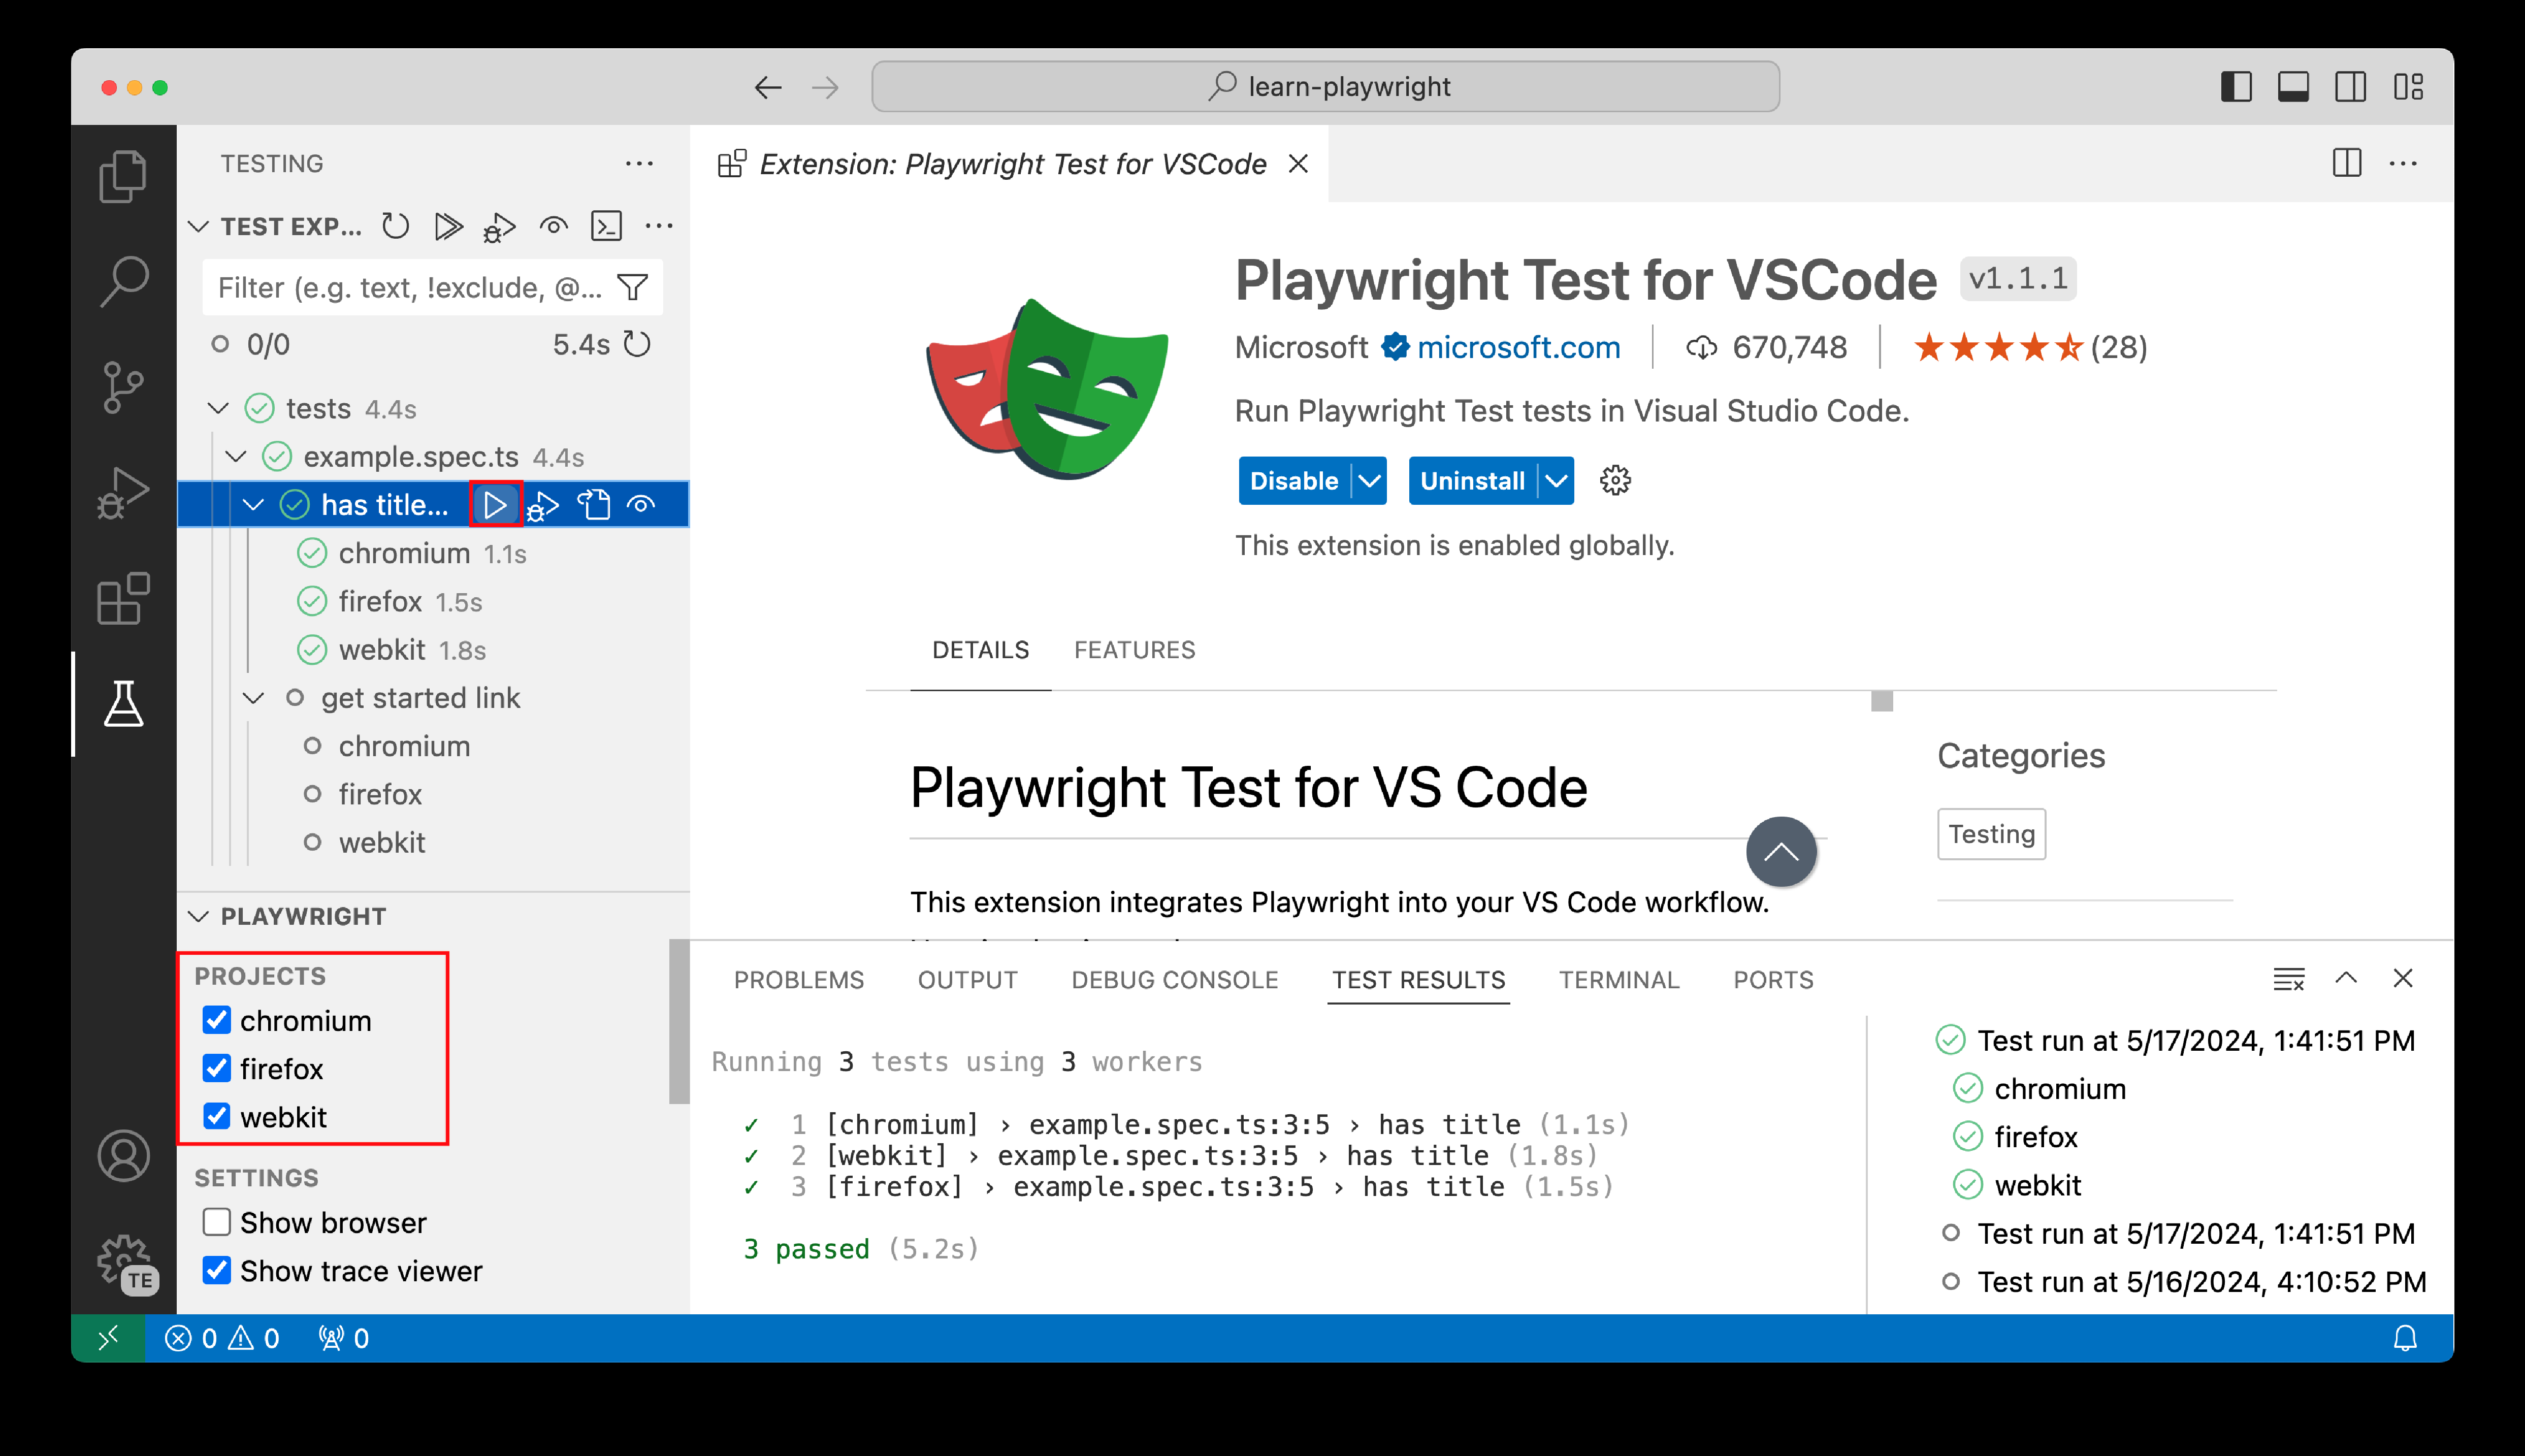 learn-playwright
TESTING
TEST EXP...
Filter (e.g. text, !exclude, @...
0/0 5.4s
tests 4.4s
example.spec.ts 4.4s
has title...
chromium 1.1s
firefox 1.5s
webkit 1.8s
get started link
chromium
firefox
webkit
PLAYWRIGHT
PROJECTS
chromium
firefox
webkit
SETTINGS
Show browser
Show trace viewer
TE
Extension: Playwright Test for VSCode
Playwright Test for VSCode v1.1.1
Microsoft microsoft.com 670,748 (28)
Run Playwright Test tests in Visual Studio Code.
Disable Uninstall
This extension is enabled globally.
DETAILS FEATURES
Playwright Test for VS Code
This extension integrates Playwright into your VS Code workflow.
Categories
Testing
PROBLEMS OUTPUT DEBUG CONSOLE TEST RESULTS TERMINAL PORTS
Running 3 tests using 3 workers
✓ 1 [chromium] › example.spec.ts:3:5 › has title (1.1s)
✓ 2 [webkit] › example.spec.ts:3:5 › has title (1.8s)
✓ 3 [firefox] › example.spec.ts:3:5 › has title (1.5s)
3 passed (5.2s)
Test run at 5/17/2024, 1:41:51 PM
chromium
firefox
webkit
Test run at 5/17/2024, 1:41:51 PM
Test run at 5/16/2024, 4:10:52 PM
0 0 0